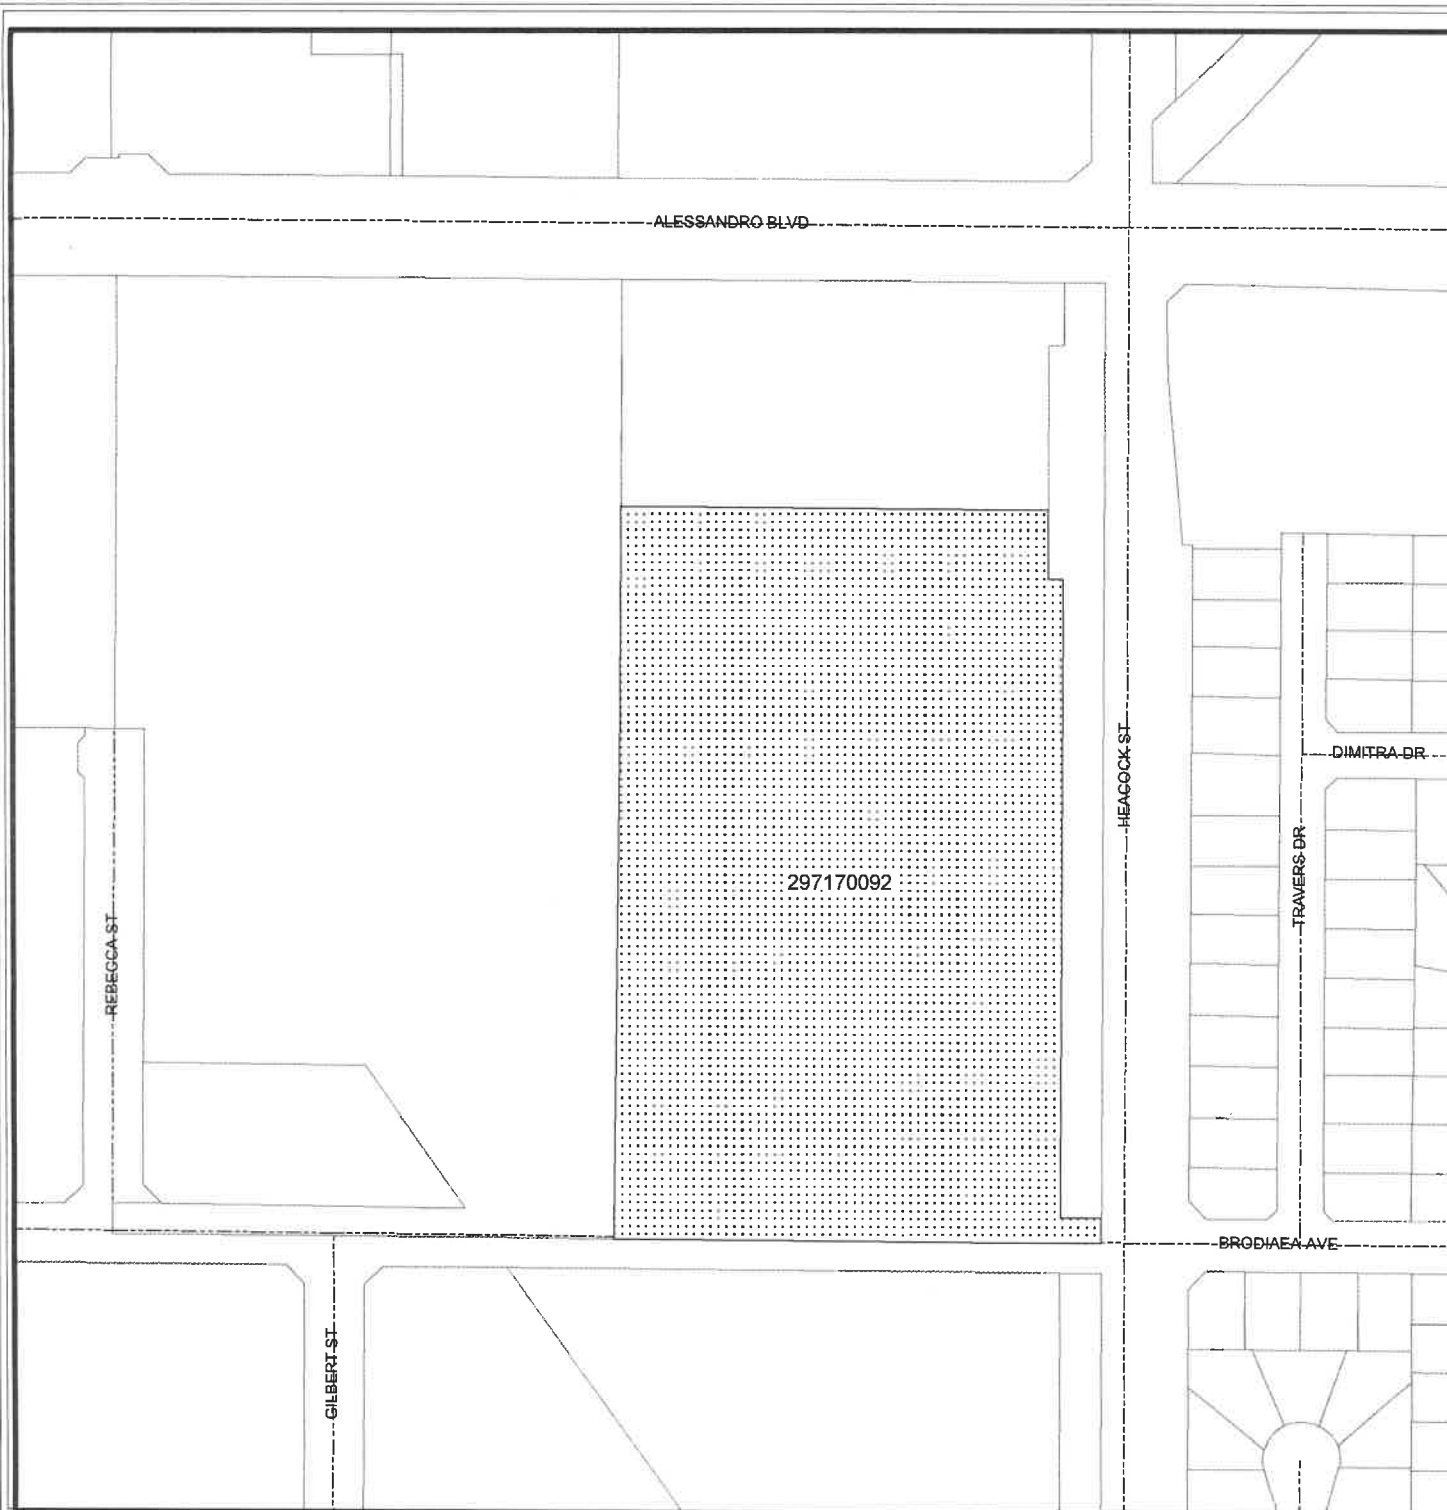 ALESSANDRO BLVD
HEACOCK ST
DIMITRA DR
TRAVERS DR
297170092
REBECCA ST
BRODIAEA AVE
GILBERT ST